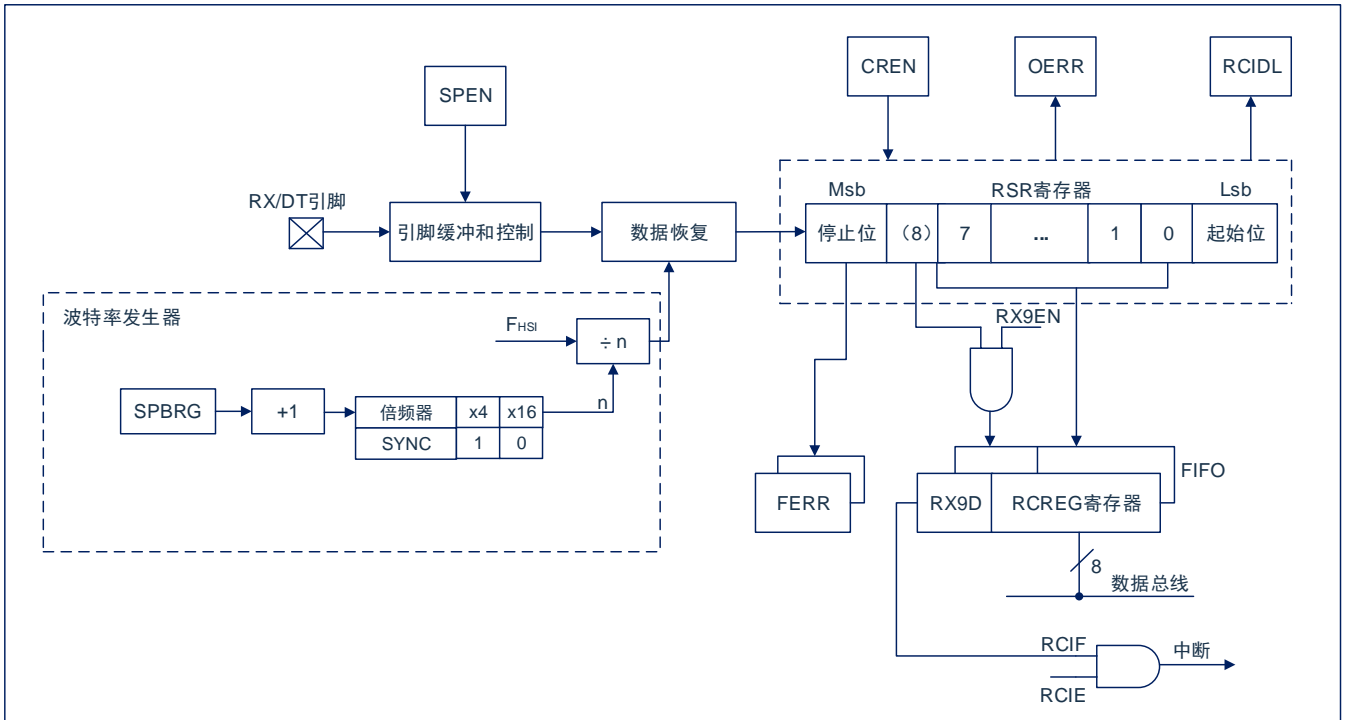 CREN
OERR
RCIDL
SPEN
Msb
RSR寄存器
Lsb
RX/DT引脚
引脚缓冲和控制
数据恢复
停止位
（8）
7
...
1
0
起始位
波特率发生器
FHSI
÷ n
RX9EN
SPBRG
+1
倍频器
x4
x16
n
SYNC
1
0
FERR
RX9D
RCREG寄存器
FIFO
8
数据总线
RCIF
中断
RCIE